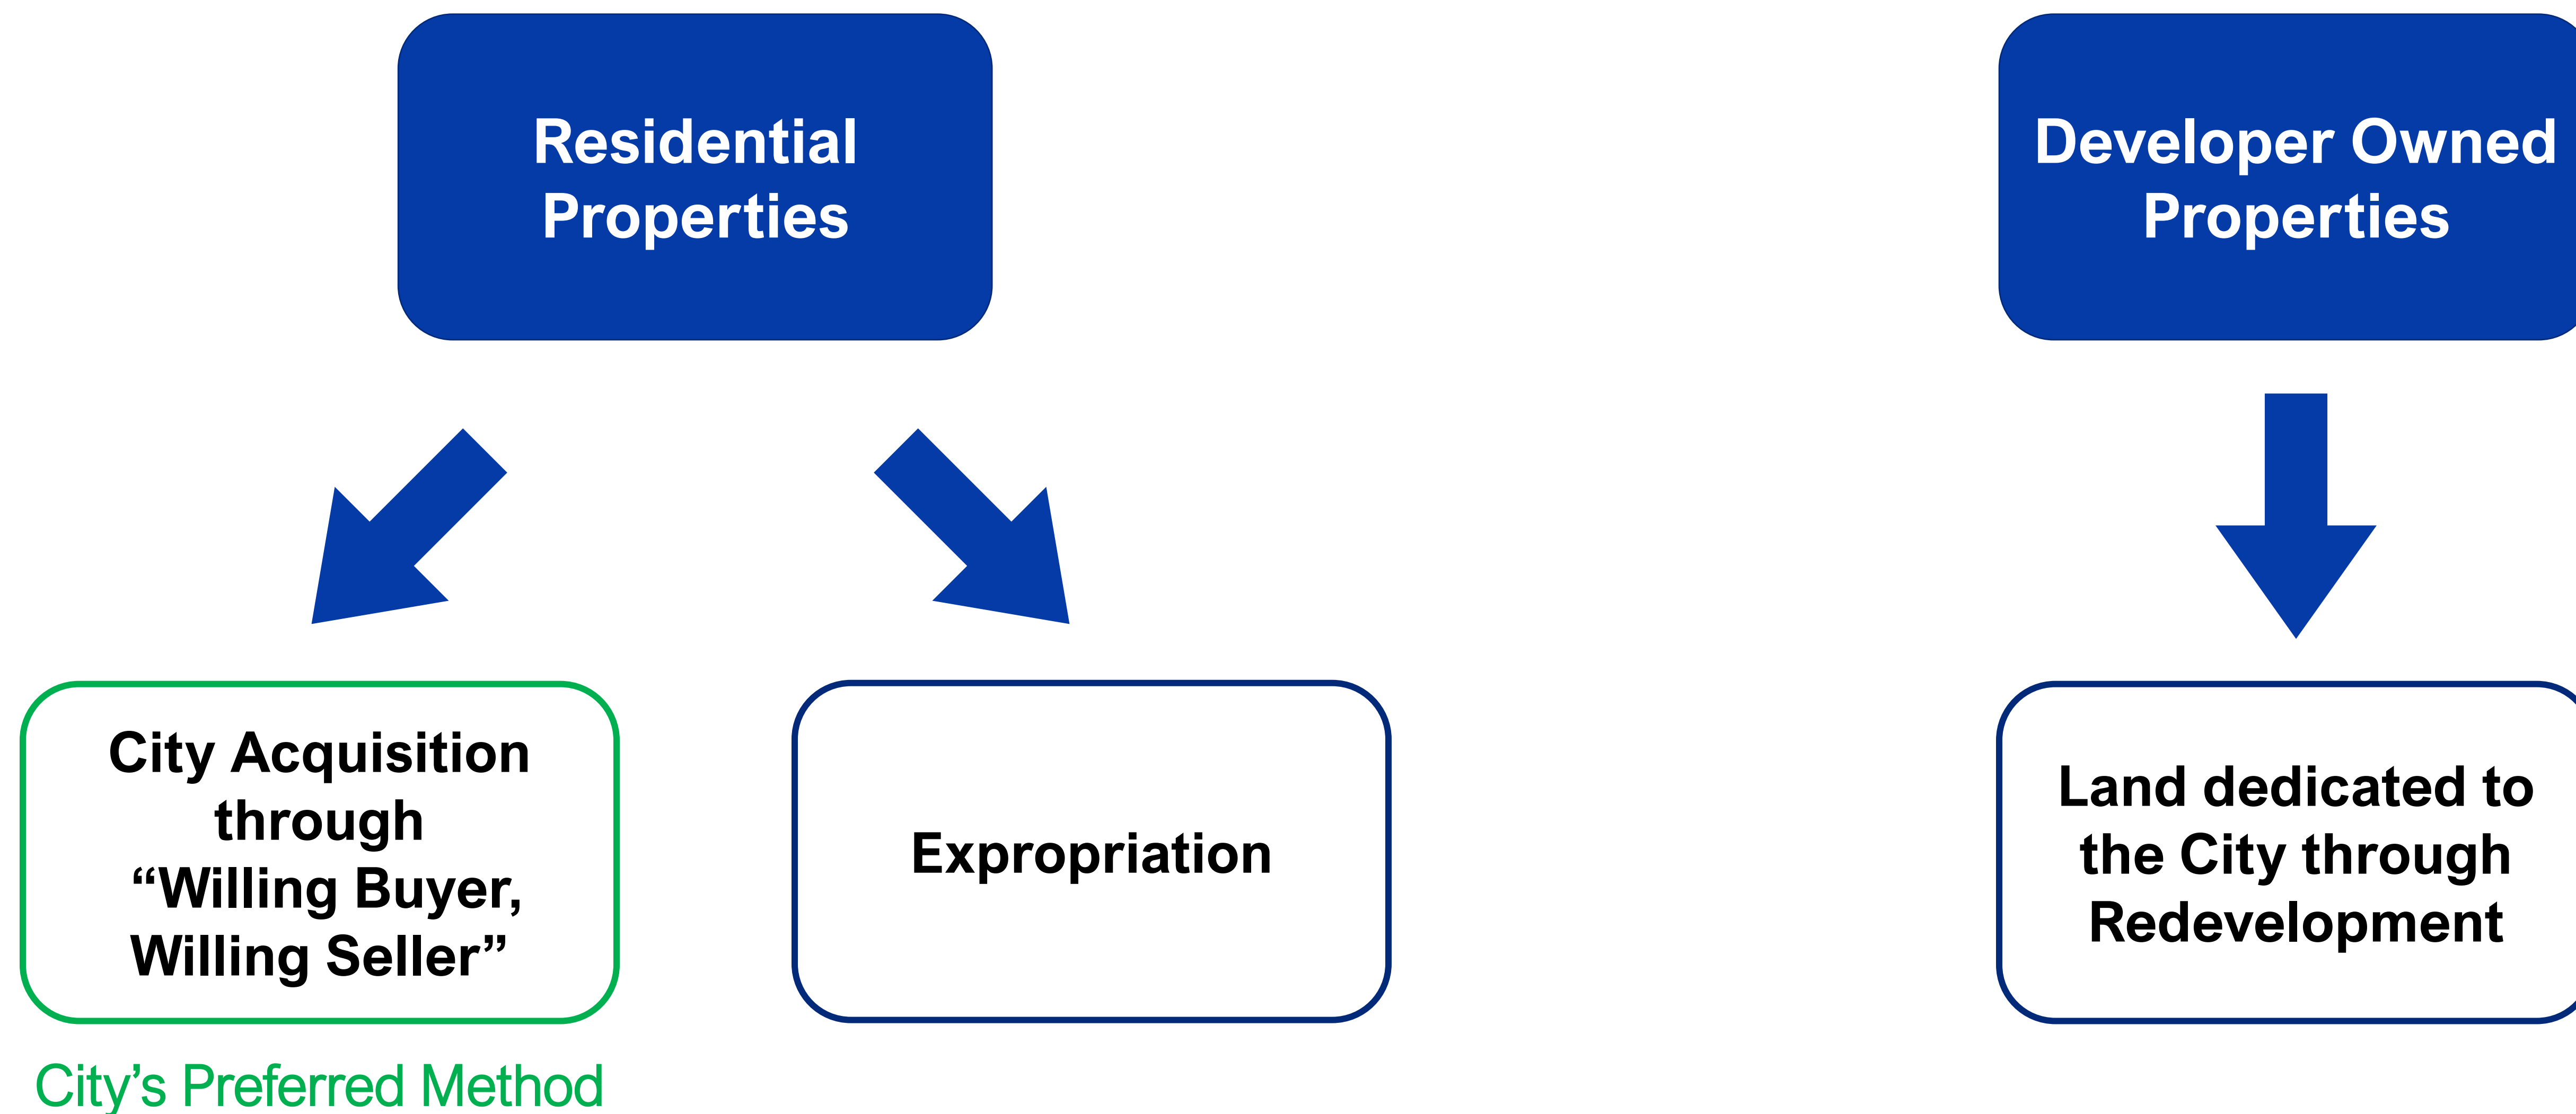 Residential
Properties
Developer Owned
Properties
City Acquisition
through
“Willing Buyer,
Willing Seller”
Expropriation
Land dedicated to
the City through
Redevelopment
City’s Preferred Method